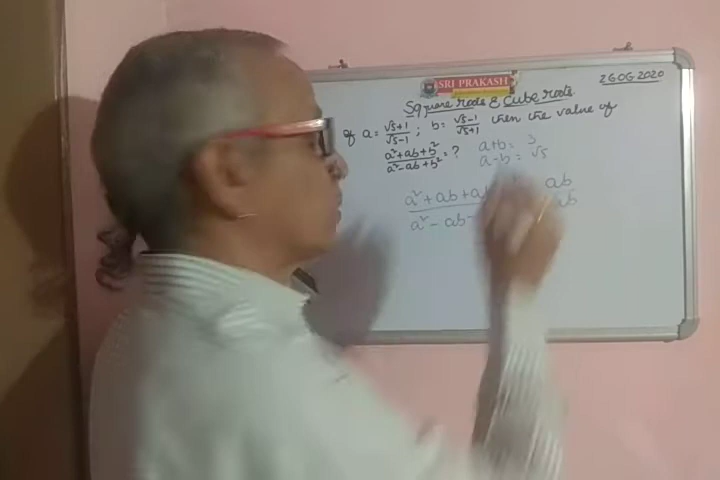 SRI PRAKASH
26 06 2020
Square roots & Cube roots
If a = √5+1/√5-1 ; b = √5-1/√5+1 then the value of
a²+ab+b²/a²-ab+b² = ?
a+b = 3
a-b = √5
a²+ab+ab ab
a²-ab- ab